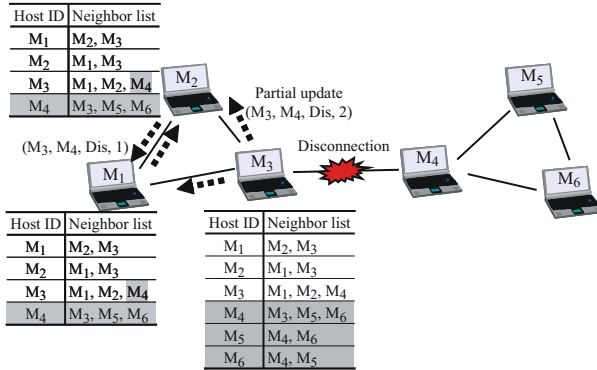 Host ID Neighbor list
M1 M2, M3
M2 M1, M3
M3 M1, M2, M4
M4 M3, M5, M6
M2
Partial update
(M3, M4, Dis, 2)
M5
(M3, M4, Dis, 1)
Disconnection
M1
M3
M4
M6
Host ID Neighbor list
M1 M2, M3
M2 M1, M3
M3 M1, M2, M4
M4 M3, M5, M6
Host ID Neighbor list
M1 M2, M3
M2 M1, M3
M3 M1, M2, M4
M4 M3, M5, M6
M5 M4, M6
M6 M4, M5